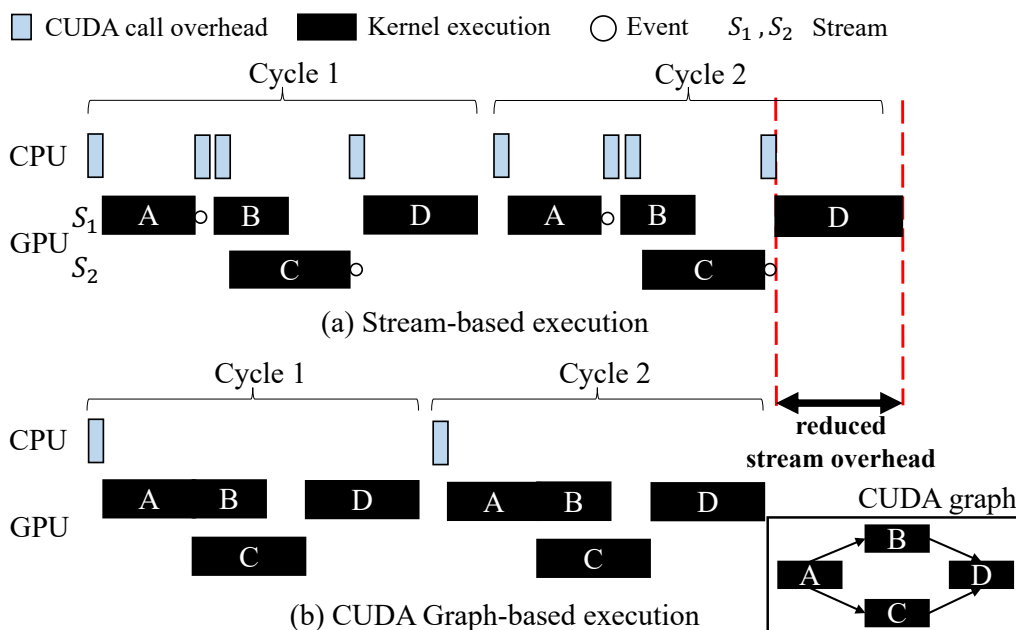 CUDA call overhead Kernel execution Event S₁, S₂ Stream
Cycle 1 Cycle 2
CPU
S₁ A B D A B D
GPU
S₂ C C
(a) Stream-based execution
Cycle 1 Cycle 2
CPU
reduced
stream overhead
A B D A B D
GPU
C C
CUDA graph
B
A D
C
(b) CUDA Graph-based execution